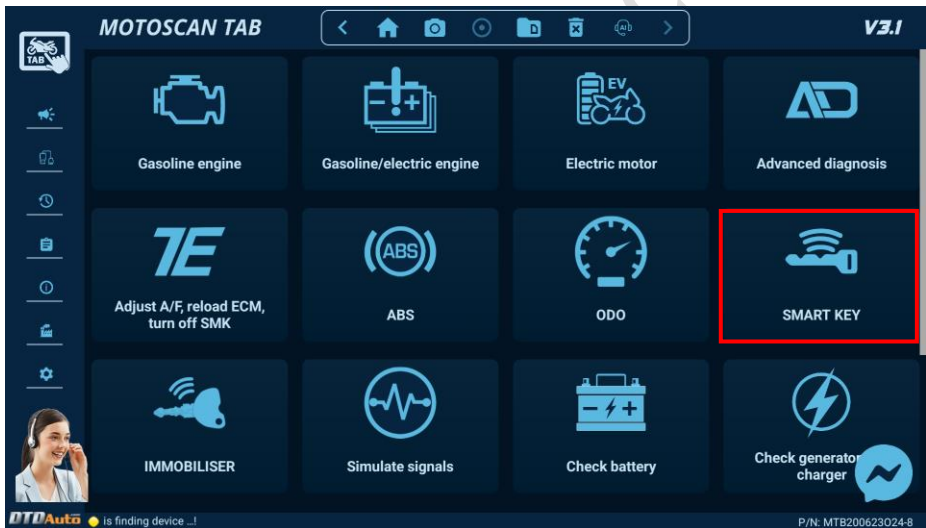 MOTOSCAN TAB
V3.1
TAB
AI
D
EV
Gasoline engine
Gasoline/electric engine
Electric motor
Advanced diagnosis
7E
ABS
Adjust A/F, reload ECM,
turn off SMK
ABS
ODO
SMART KEY
IMMOBILISER
Simulate signals
Check battery
Check generator
charger
DTDAuto
is finding device ...!
P/N: MTB200623O24-8